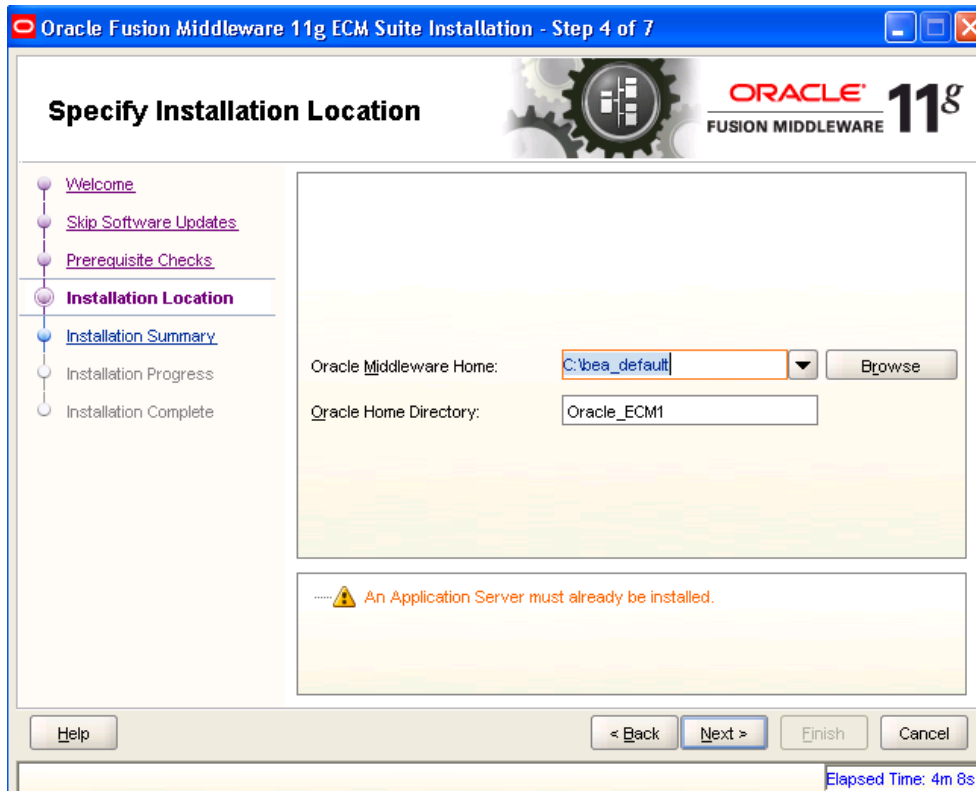 Oracle Fusion Middleware 11g ECM Suite Installation - Step 4 of 7
Specify Installation Location
ORACLE
FUSION MIDDLEWARE
11g
Welcome
Skip Software Updates
Prerequisite Checks
Installation Location
Installation Summary
Installation Progress
Installation Complete
Oracle Middleware Home: C:\bea_default Browse
Oracle Home Directory: Oracle_ECM1
An Application Server must already be installed.
Help < Back Next > Finish Cancel
Elapsed Time: 4m 8s